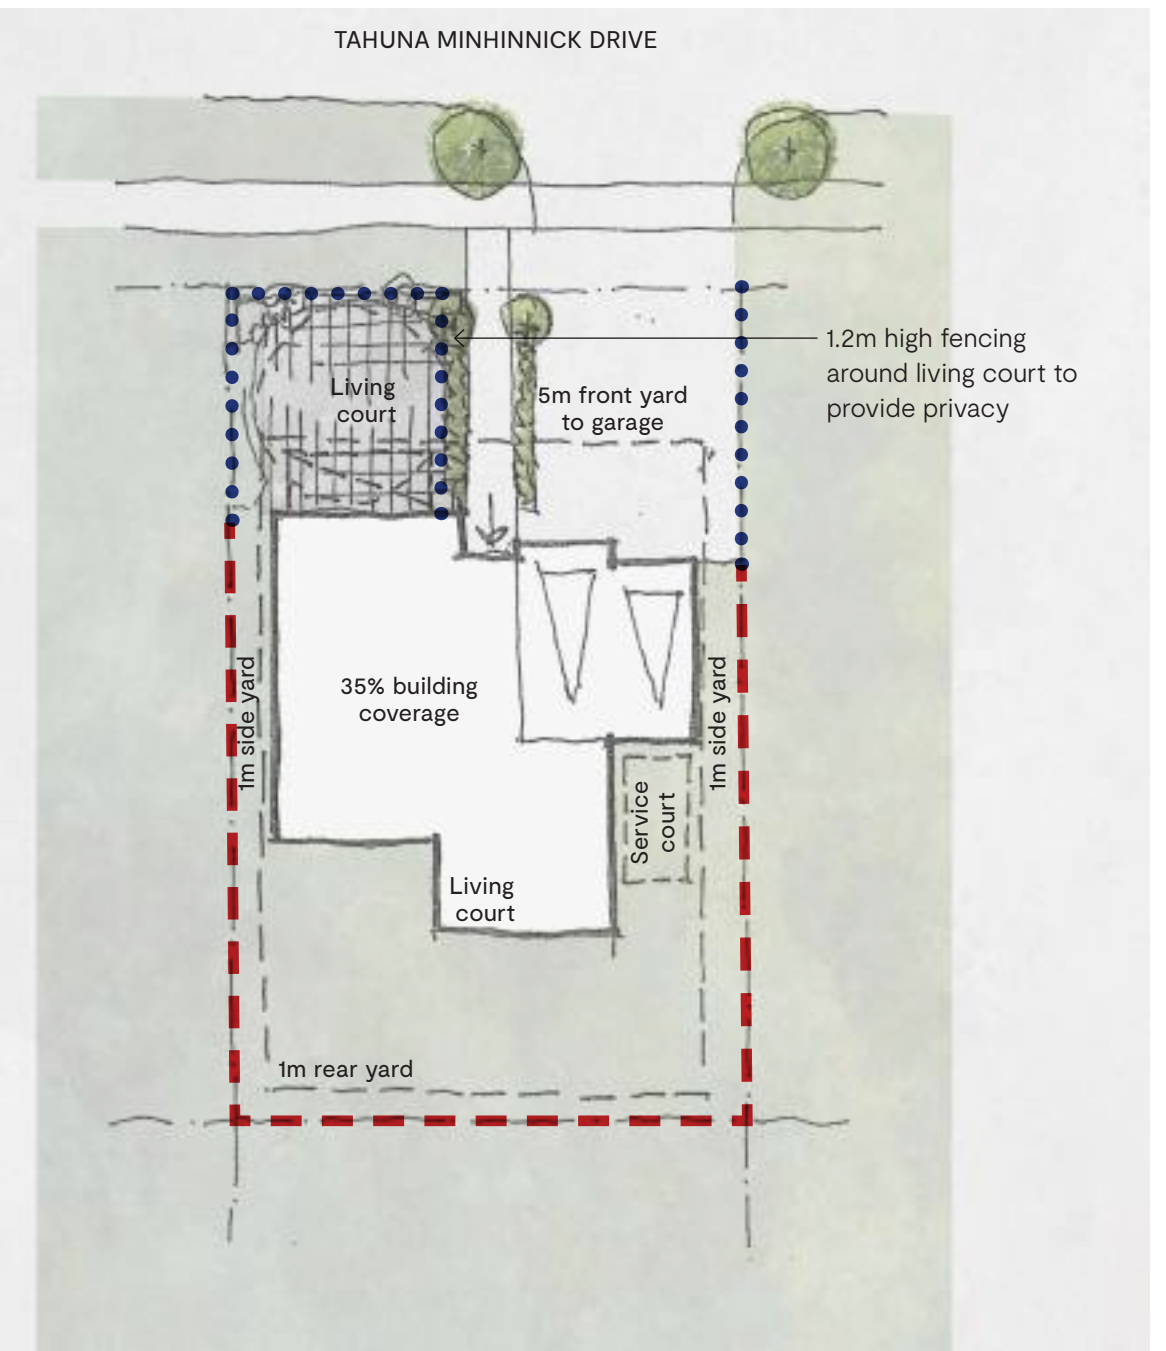 TAHUNA MINHINNICK DRIVE
1.2m high fencing
around living court to
provide privacy
Living
court
5m front yard
to garage
1m side yard
35% building
coverage
1m side yard
Service
court
Living
court
1m rear yard